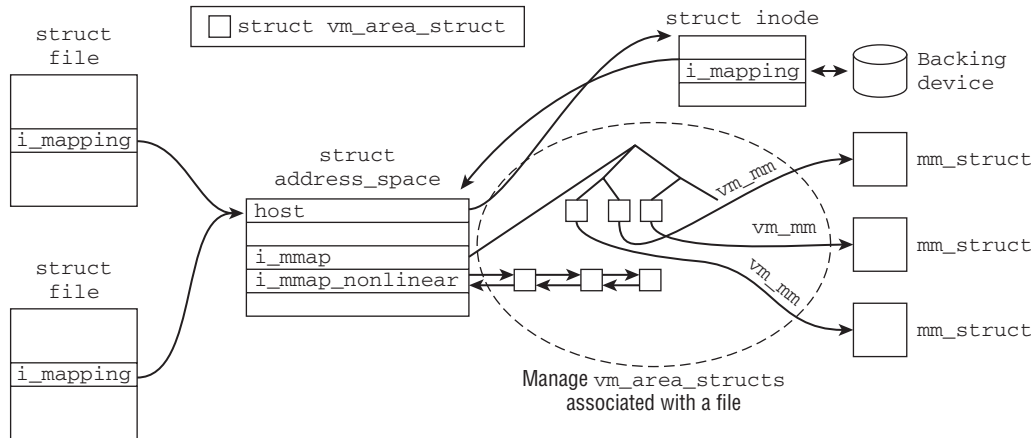 struct vm_area_struct
struct
file
i_mapping
struct inode
i_mapping
Backing
device
struct
address_space
host
i_mmap
i_mmap_nonlinear
vm_mm
mm_struct
vm_mm
mm_struct
vm_mm
mm_struct
struct
file
i_mapping
Manage vm_area_structs
associated with a file